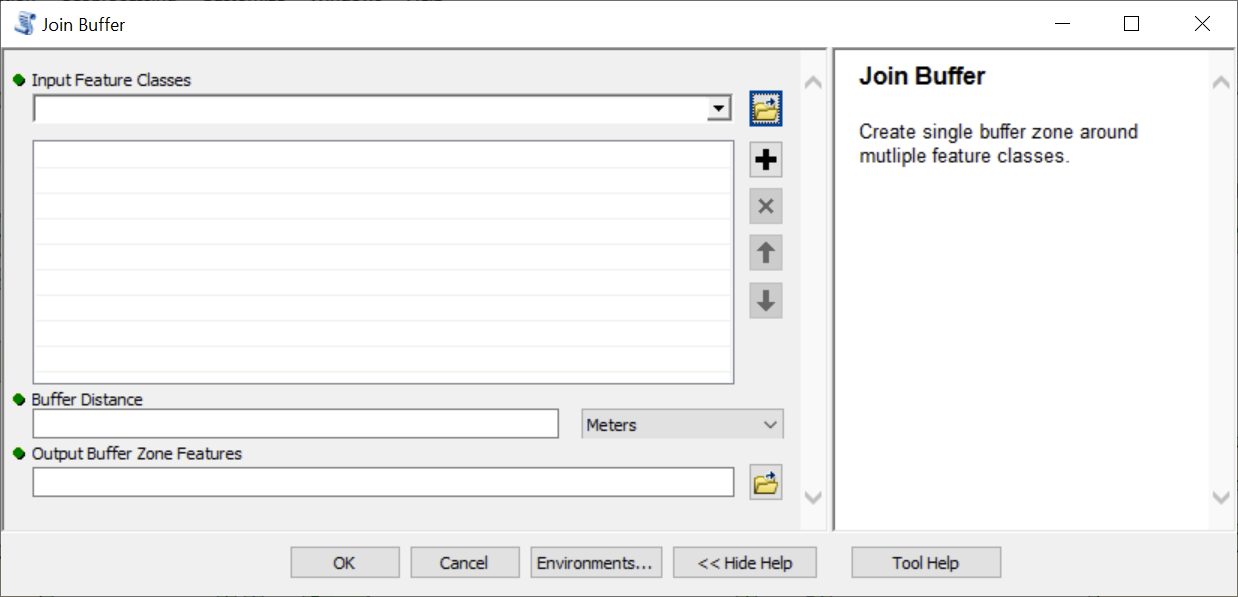 Join Buffer
Input Feature Classes
Buffer Distance
Meters
Output Buffer Zone Features
OK
Cancel
Environments...
<< Hide Help
Join Buffer
Create single buffer zone around
mutliple feature classes.
Tool Help